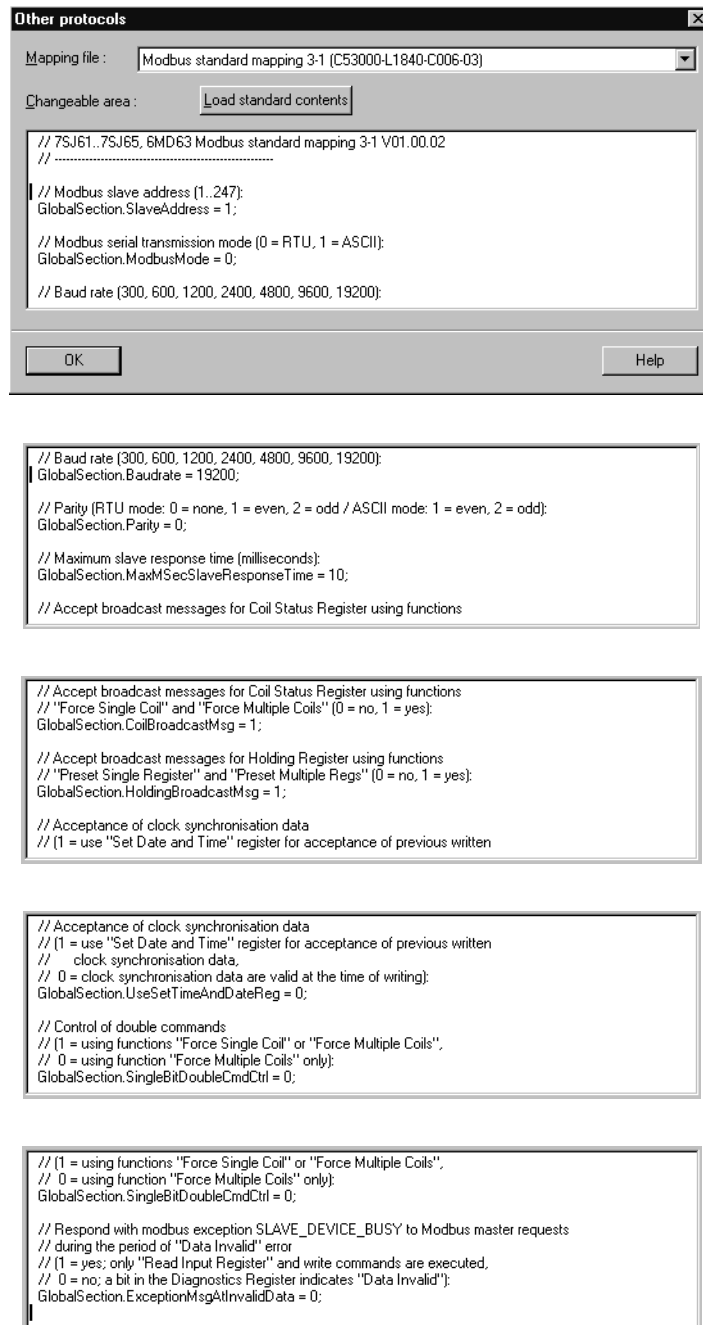 Other protocols
Mapping file :
Modbus standard mapping 3-1 (C53000-L1840-C006-03)
Changeable area :
Load standard contents
// 7SJ61..7SJ65, 6MD63 Modbus standard mapping 3-1 V01.00.02
// --------------------------------------------------------
// Modbus slave address (1..247):
GlobalSection.SlaveAddress = 1;
// Modbus serial transmission mode (0 = RTU, 1 = ASCII):
GlobalSection.ModbusMode = 0;
// Baud rate (300, 600, 1200, 2400, 4800, 9600, 19200):
OK
Help
// Baud rate (300, 600, 1200, 2400, 4800, 9600, 19200):
GlobalSection.Baudrate = 19200;
// Parity (RTU mode: 0 = none, 1 = even, 2 = odd / ASCII mode: 1 = even, 2 = odd):
GlobalSection.Parity = 0;
// Maximum slave response time (milliseconds):
GlobalSection.MaxMSecSlaveResponseTime = 10;
// Accept broadcast messages for Coil Status Register using functions
// Accept broadcast messages for Coil Status Register using functions
// "Force Single Coil" and "Force Multiple Coils" (0 = no, 1 = yes):
GlobalSection.CoilBroadcastMsg = 1;
// Accept broadcast messages for Holding Register using functions
// "Preset Single Register" and "Preset Multiple Regs" (0 = no, 1 = yes):
GlobalSection.HoldingBroadcastMsg = 1;
// Acceptance of clock synchronisation data
// (1 = use "Set Date and Time" register for acceptance of previous written
// Acceptance of clock synchronisation data
// (1 = use "Set Date and Time" register for acceptance of previous written
// clock synchronisation data,
// 0 = clock synchronisation data are valid at the time of writing):
GlobalSection.UseSetTimeAndDateReg = 0;
// Control of double commands
// (1 = using functions "Force Single Coil" or "Force Multiple Coils",
// 0 = using function "Force Multiple Coils" only):
GlobalSection.SingleBitDoubleCmdCtrl = 0;
// (1 = using functions "Force Single Coil" or "Force Multiple Coils",
// 0 = using function "Force Multiple Coils" only):
GlobalSection.SingleBitDoubleCmdCtrl = 0;
// Respond with modbus exception SLAVE_DEVICE_BUSY to Modbus master requests
// during the period of "Data Invalid" error
// (1 = yes; only "Read Input Register" and write commands are executed,
// 0 = no; a bit in the Diagnostics Register indicates "Data Invalid"):
GlobalSection.ExceptionMsgAtInvalidData = 0;